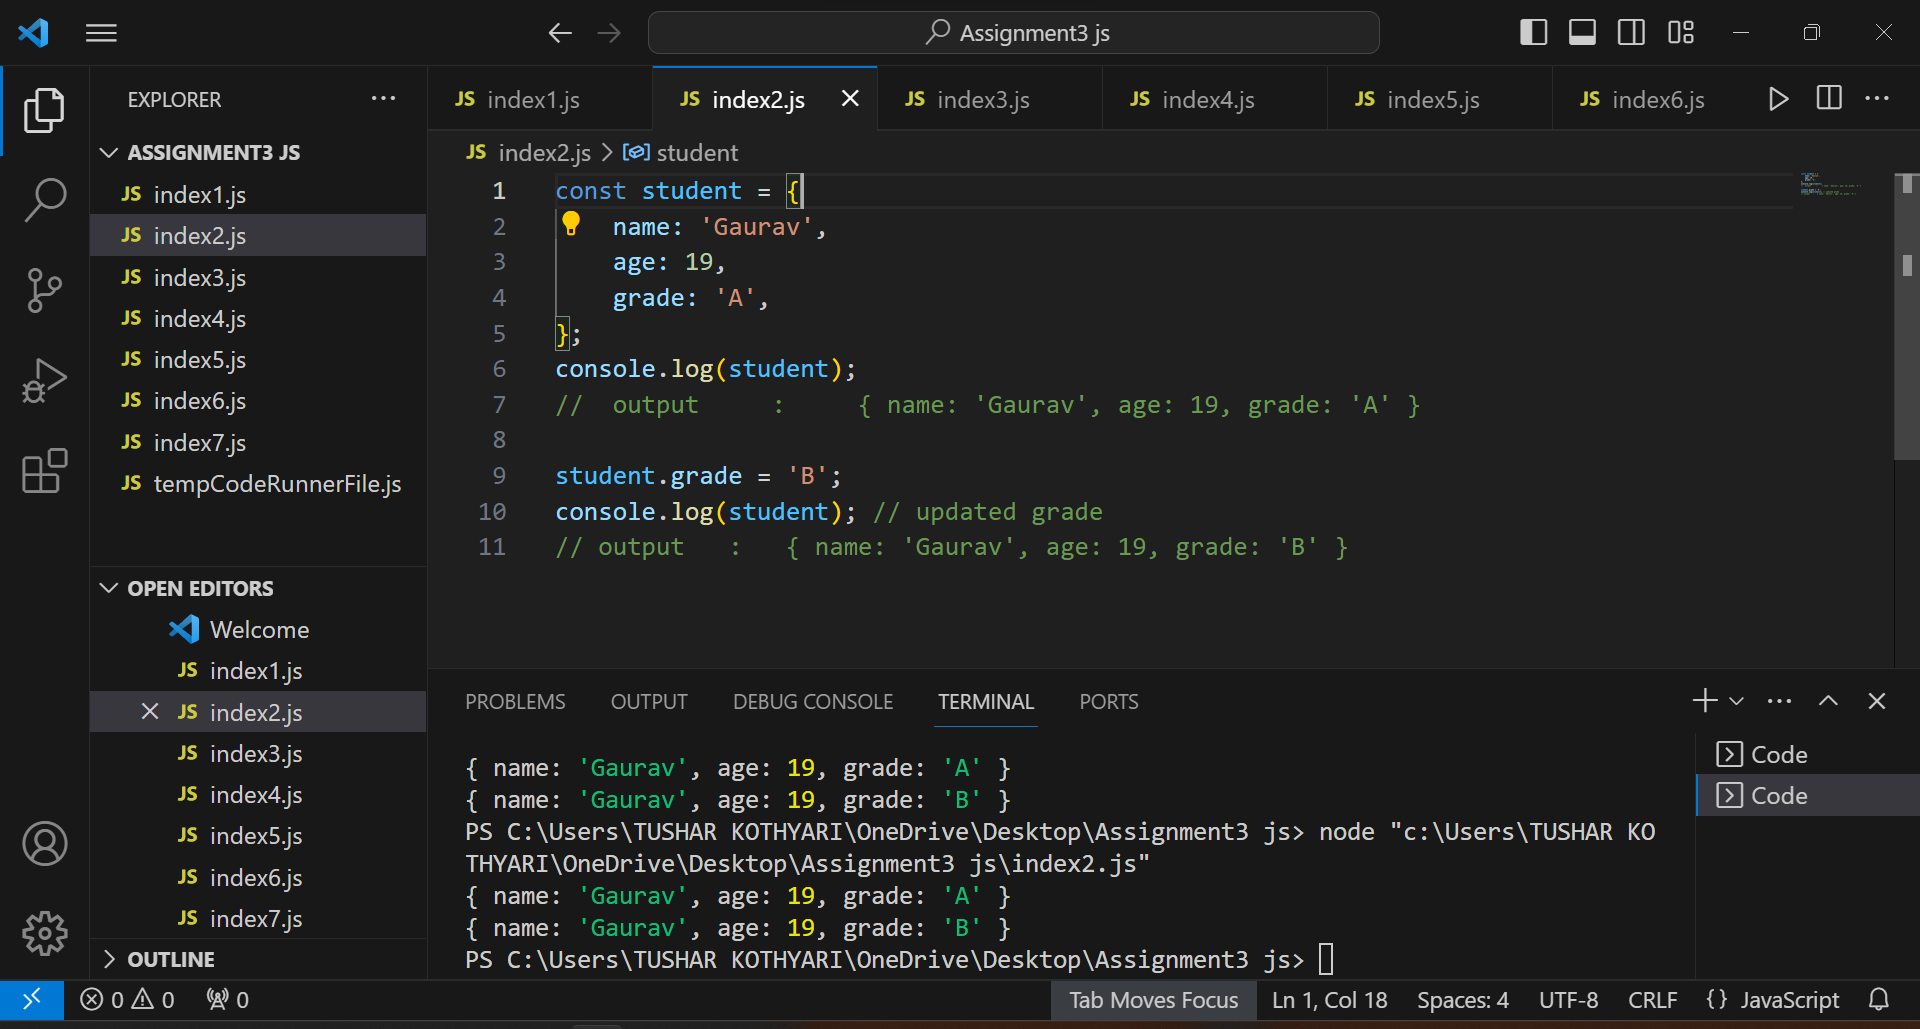 Assignment3 js
EXPLORER
ASSIGNMENT3 JS
JS index1.js
JS index2.js
JS index3.js
JS index4.js
JS index5.js
JS index6.js
JS index7.js
JS tempCodeRunnerFile.js
OPEN EDITORS
Welcome
JS index1.js
JS index2.js
JS index3.js
JS index4.js
JS index5.js
JS index6.js
JS index7.js
OUTLINE
JS index1.js JS index2.js JS index3.js JS index4.js JS index5.js JS index6.js
JS index2.js > student
1 const student = {
2 name: 'Gaurav',
3 age: 19,
4 grade: 'A',
5 };
6 console.log(student);
7 // output : { name: 'Gaurav', age: 19, grade: 'A' }
8
9 student.grade = 'B';
10 console.log(student); // updated grade
11 // output : { name: 'Gaurav', age: 19, grade: 'B' }
PROBLEMS OUTPUT DEBUG CONSOLE TERMINAL PORTS
{ name: 'Gaurav', age: 19, grade: 'A' }
{ name: 'Gaurav', age: 19, grade: 'B' }
PS C:\Users\TUSHAR KOTHYARI\OneDrive\Desktop\Assignment3 js> node "c:\Users\TUSHAR KO
THYARI\OneDrive\Desktop\Assignment3 js\index2.js"
{ name: 'Gaurav', age: 19, grade: 'A' }
{ name: 'Gaurav', age: 19, grade: 'B' }
PS C:\Users\TUSHAR KOTHYARI\OneDrive\Desktop\Assignment3 js>
Code
Code
0 0 0 Tab Moves Focus Ln 1, Col 18 Spaces: 4 UTF-8 CRLF {} JavaScript